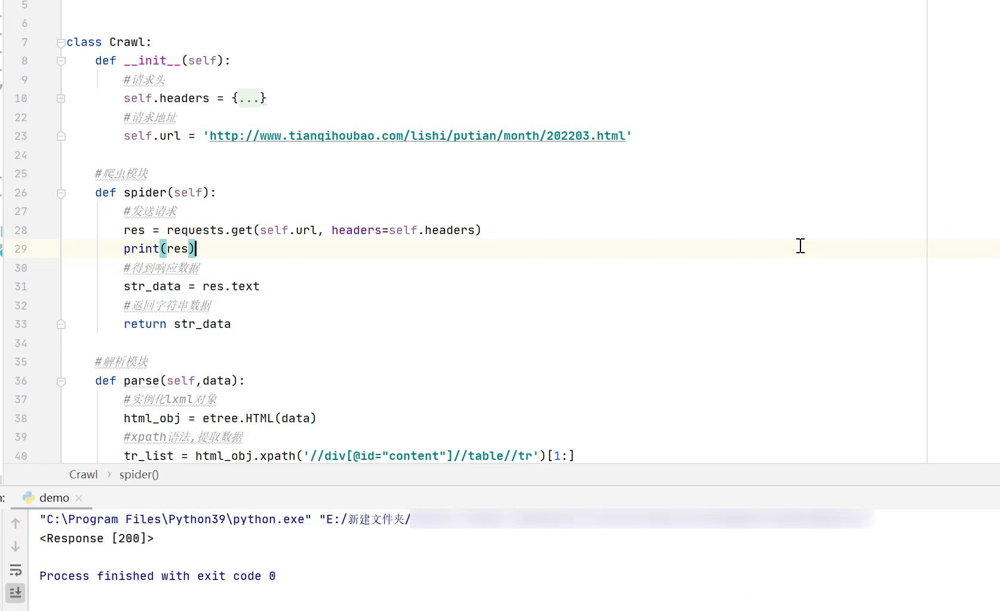 5
6
7 class Crawl:
8 def __init__(self):
9 #请求头
10 self.headers = {...}
22 #请求地址
23 self.url = 'http://www.tianqihoubao.com/lishi/putian/month/202203.html'
24
25 #爬虫模块
26 def spider(self):
27 #发送请求
28 res = requests.get(self.url, headers=self.headers)
29 print(res)
30 #得到响应数据
31 str_data = res.text
32 #返回字符串数据
33 return str_data
34
35 #解析模块
36 def parse(self,data):
37 #实例化lxml对象
38 html_obj = etree.HTML(data)
39 #xpath语法,提取数据
40 tr_list = html_obj.xpath('//div[@id="content"]//table//tr')[1:]
Crawl › spider()
demo ×
"C:\Program Files\Python39\python.exe" "E:/新建文件夹/
<Response [200]>
Process finished with exit code 0